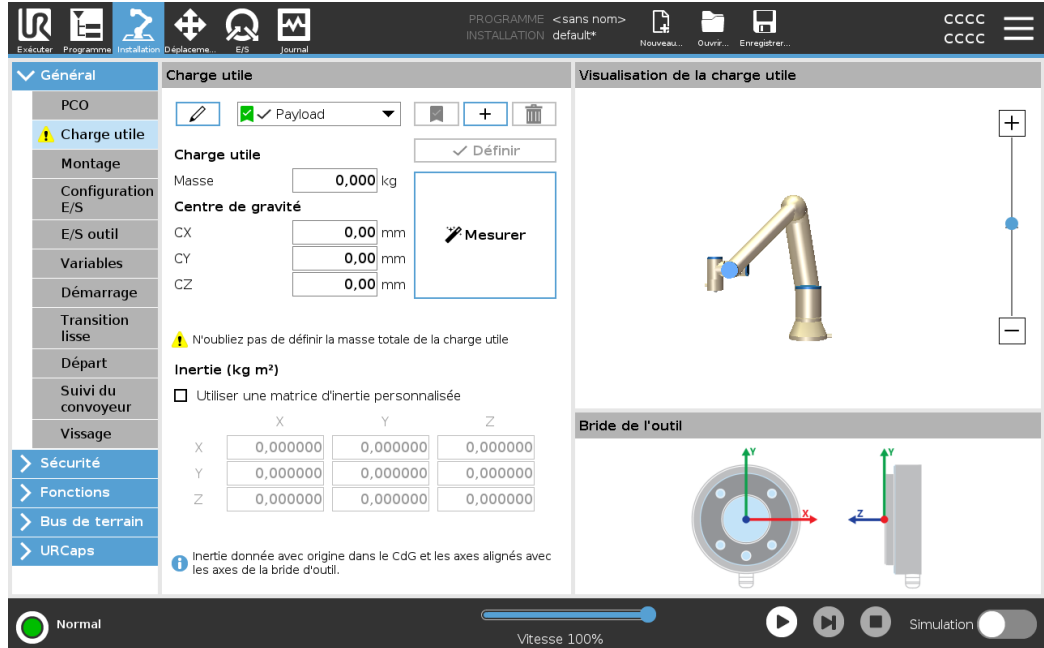 Exécuter
Programme
Installation
Déplaceme...
E/S
Journal
PROGRAMME <sans nom>
INSTALLATION default*
Nouveau...
Ouvrir...
Enregistrer...
CCCC
CCCC
Général
PCO
Charge utile
Montage
Configuration
E/S
E/S outil
Variables
Démarrage
Transition
lisse
Départ
Suivi du
convoyeur
Vissage
Sécurité
Fonctions
Bus de terrain
URCaps
Charge utile
Payload
+
Définir
Charge utile
Masse 0,000 kg
Centre de gravité
CX 0,00 mm
CY 0,00 mm
CZ 0,00 mm
Mesurer
N'oubliez pas de définir la masse totale de la charge utile
Inertie (kg m²)
Utiliser une matrice d'inertie personnalisée
X Y Z
X 0,000000 0,000000 0,000000
Y 0,000000 0,000000 0,000000
Z 0,000000 0,000000 0,000000
Inertie donnée avec origine dans le CdG et les axes alignés avec
les axes de la bride d'outil.
Visualisation de la charge utile
Bride de l'outil
Y
X
Y
Z
Normal
Vitesse 100%
Simulation